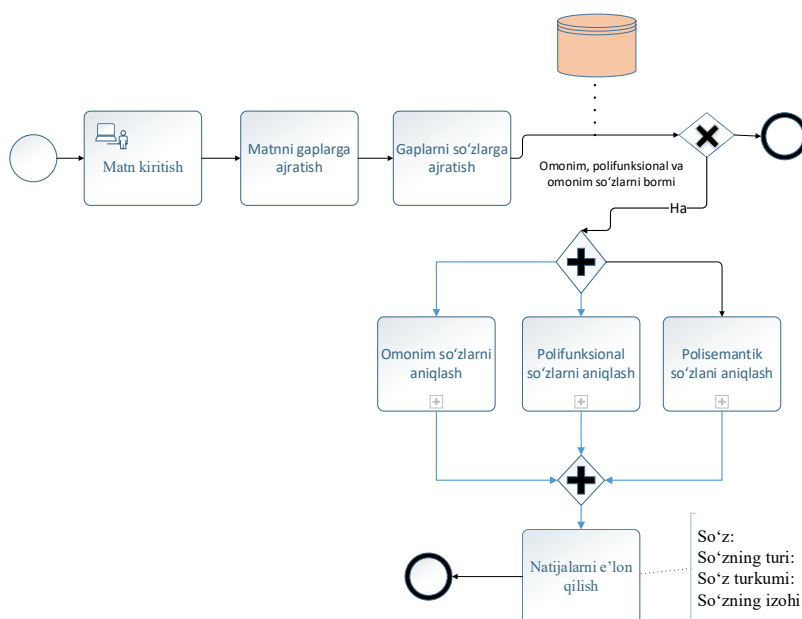 Matn kiritish
Matnni gaplarga
ajratish
Gaplarni so‘zlarga
ajratish
Omonim, polifunksional va
omonim so‘zlarni bormi
Ha
Omonim so‘zlarni
aniqlash
Polifunksional
so‘zlarni aniqlash
Polisemantik
so‘zlani aniqlash
Natijalarni e’lon
qilish
So‘z:
So‘zning turi:
So‘z turkumi:
So‘zning izohi